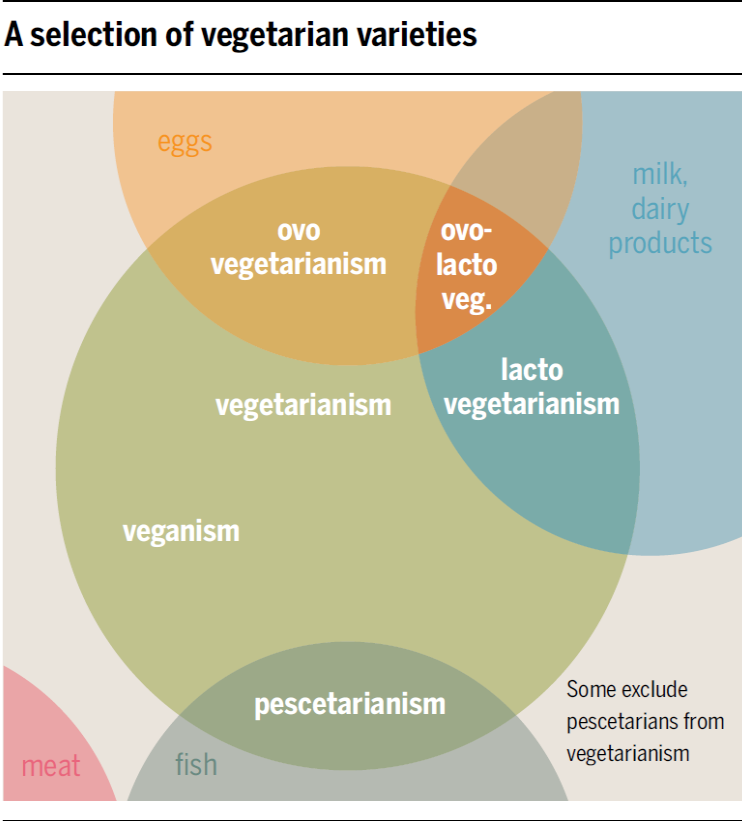 A selection of vegetarian varieties
eggs
milk,
dairy
products
ovo
vegetarianism
ovo-
lacto
veg.
lacto
vegetarianism
vegetarianism
veganism
pescetarianism
Some exclude
pescetarians from
vegetarianism
meat
fish